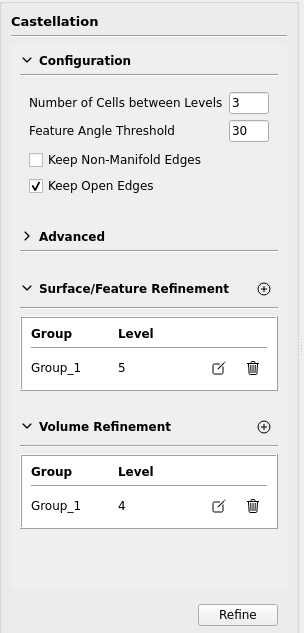 Castellation
Configuration
Number of Cells between Levels 3
Feature Angle Threshold 30
Keep Non-Manifold Edges
Keep Open Edges
Advanced
Surface/Feature Refinement
Group Level
Group_1 5
Volume Refinement
Group Level
Group_1 4
Refine